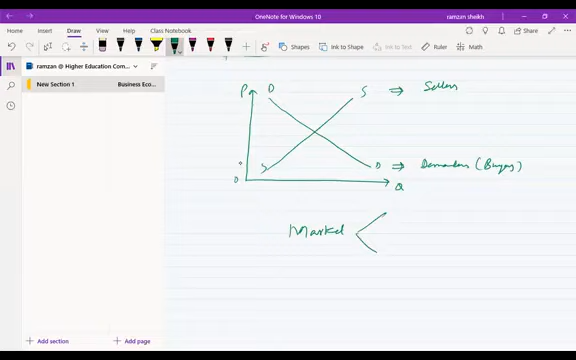 OneNote for Windows 10
ramzan sheikh
Home Insert Draw View Help Class Notebook
Share
Shapes Ink to Shape Ink to Text Ruler Math
ramzan @ Higher Education Com...
New Section 1 Business Eco...
P D S ⇒ Sellers
S D ⇒ Demanders (Buyers)
0 Q
Market
+ Add section + Add page